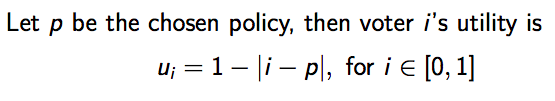 Let p be the chosen policy, then voter i's utility is
u_i = 1 − |i − p|, for i ∈ [0, 1]